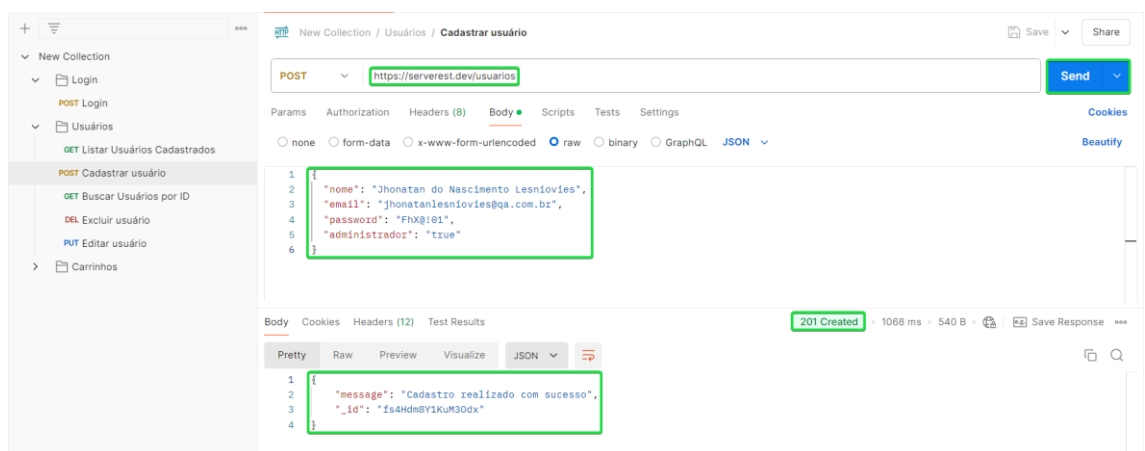 New Collection / Usuários / Cadastrar usuário
Save
Share
New Collection
Login
POST Login
Usuários
GET Listar Usuários Cadastrados
POST Cadastrar usuário
GET Buscar Usuários por ID
DEL Excluir usuário
PUT Editar usuário
Carrinhos
POST https://serverest.dev/usuarios Send
Params Authorization Headers (8) Body Scripts Tests Settings Cookies
none form-data x-www-form-urlencoded raw binary GraphQL JSON Beautify
1 {
2 "nome": "Jhonatan do Nascimento Lesniovies",
3 "email": "jhonatanlesniovies@qa.com.br",
4 "password": "FhX@!01",
5 "administrador": "true"
6 }
Body Cookies Headers (12) Test Results 201 Created 1068 ms 540 B e.g. Save Response
Pretty Raw Preview Visualize JSON
1 {
2 "message": "Cadastro realizado com sucesso",
3 "_id": "fs4Hdm8Y1KuM3Odx"
4 }